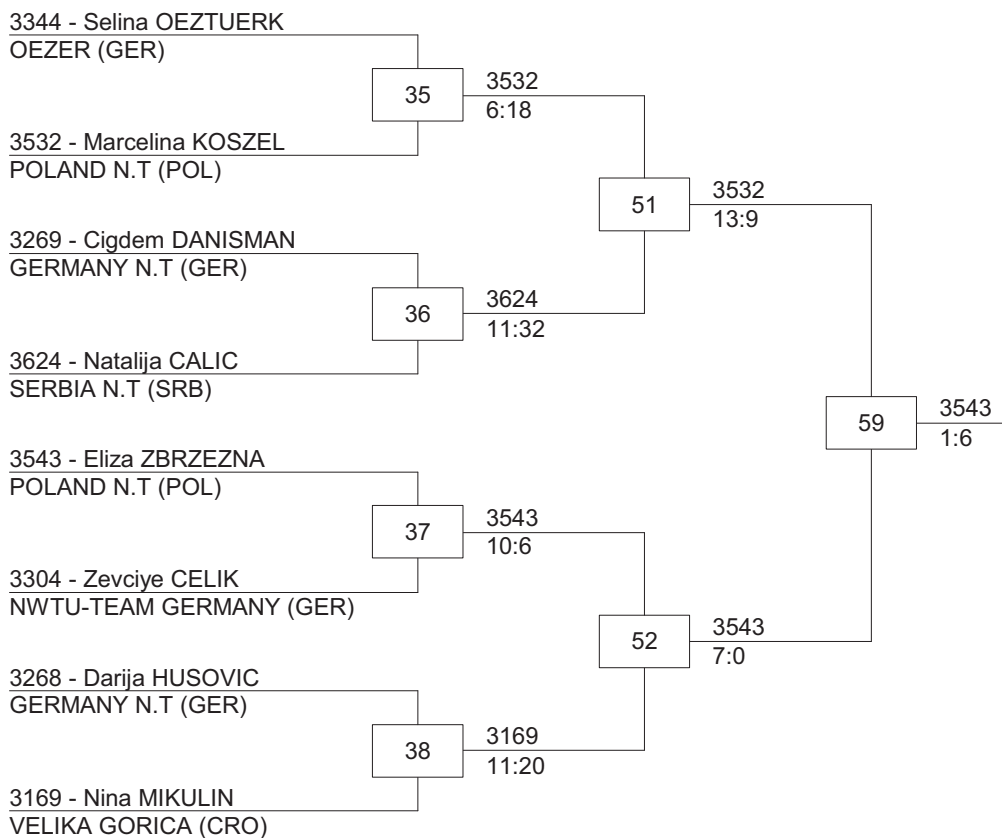 3344 - Selina OEZTUERK
OEZER (GER)
35
3532
6:18
3532 - Marcelina KOSZEL
POLAND N.T (POL)
51
3532
13:9
3269 - Cigdem DANISMAN
GERMANY N.T (GER)
36
3624
11:32
3624 - Natalija CALIC
SERBIA N.T (SRB)
59
3543
1:6
3543 - Eliza ZBRZEZNA
POLAND N.T (POL)
37
3543
10:6
3304 - Zevciye CELIK
NWTU-TEAM GERMANY (GER)
52
3543
7:0
3268 - Darija HUSOVIC
GERMANY N.T (GER)
38
3169
11:20
3169 - Nina MIKULIN
VELIKA GORICA (CRO)